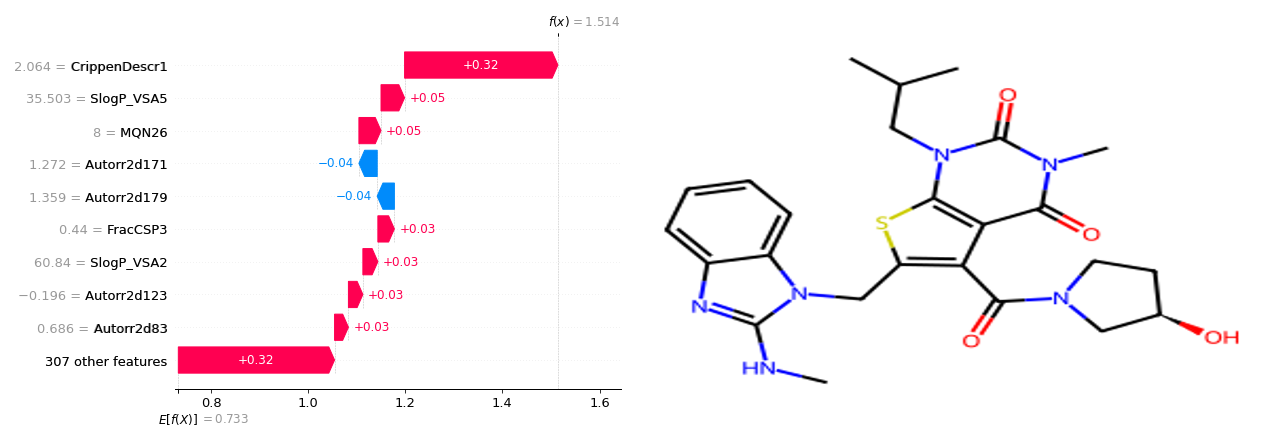 f(x) = 1.514
2.064 = CrippenDescr1
+0.32
35.503 = SlogP_VSA5
+0.05
8 = MQN26
+0.05
1.272 = Autorr2d171
−0.04
1.359 = Autorr2d179
−0.04
0.44 = FracCSP3
+0.03
60.84 = SlogP_VSA2
+0.03
−0.196 = Autorr2d123
+0.03
0.686 = Autorr2d83
+0.03
307 other features
+0.32
0.8 1.0 1.2 1.4 1.6
E[f(X)] = 0.733
O
N
N
S
O
N
N
N
O
OH
HN